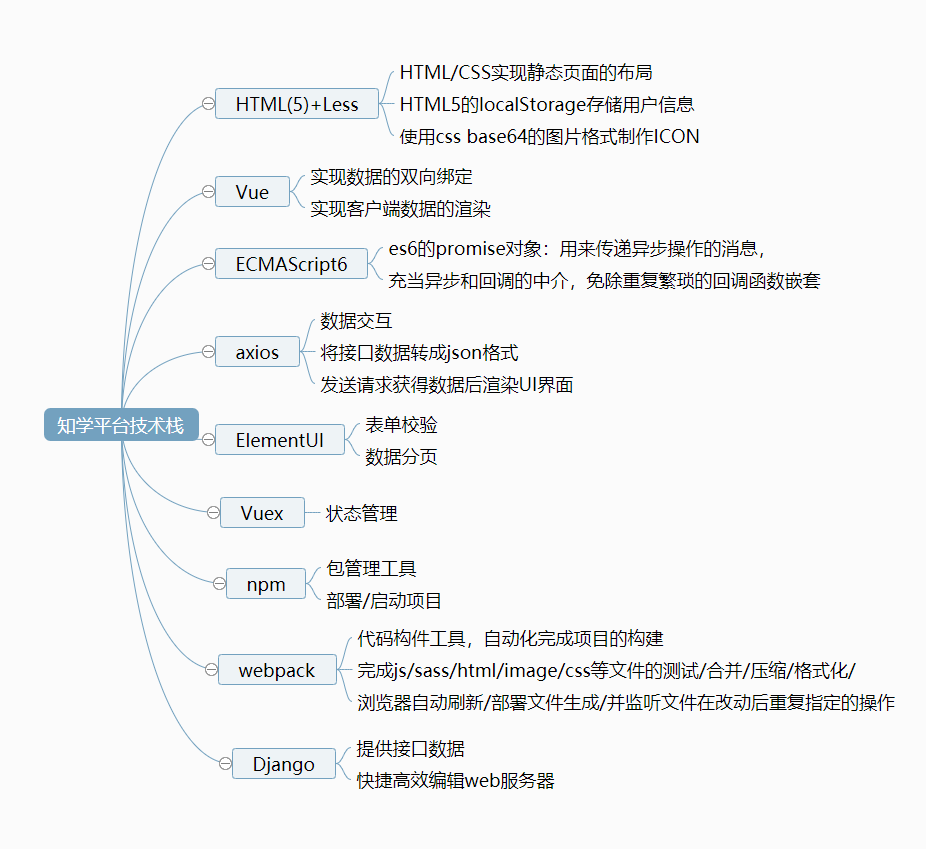 知学平台技术栈
HTML(5)+Less
HTML/CSS实现静态页面的布局
HTML5的localStorage存储用户信息
使用css base64的图片格式制作ICON
Vue
实现数据的双向绑定
实现客户端数据的渲染
ECMAScript6
es6的promise对象：用来传递异步操作的消息，
充当异步和回调的中介，免除重复繁琐的回调函数嵌套
axios
数据交互
将接口数据转成json格式
发送请求获得数据后渲染UI界面
ElementUI
表单校验
数据分页
Vuex
状态管理
npm
包管理工具
部署/启动项目
webpack
代码构件工具，自动化完成项目的构建
完成js/sass/html/image/css等文件的测试/合并/压缩/格式化/
浏览器自动刷新/部署文件生成/并监听文件在改动后重复指定的操作
Django
提供接口数据
快捷高效编辑web服务器